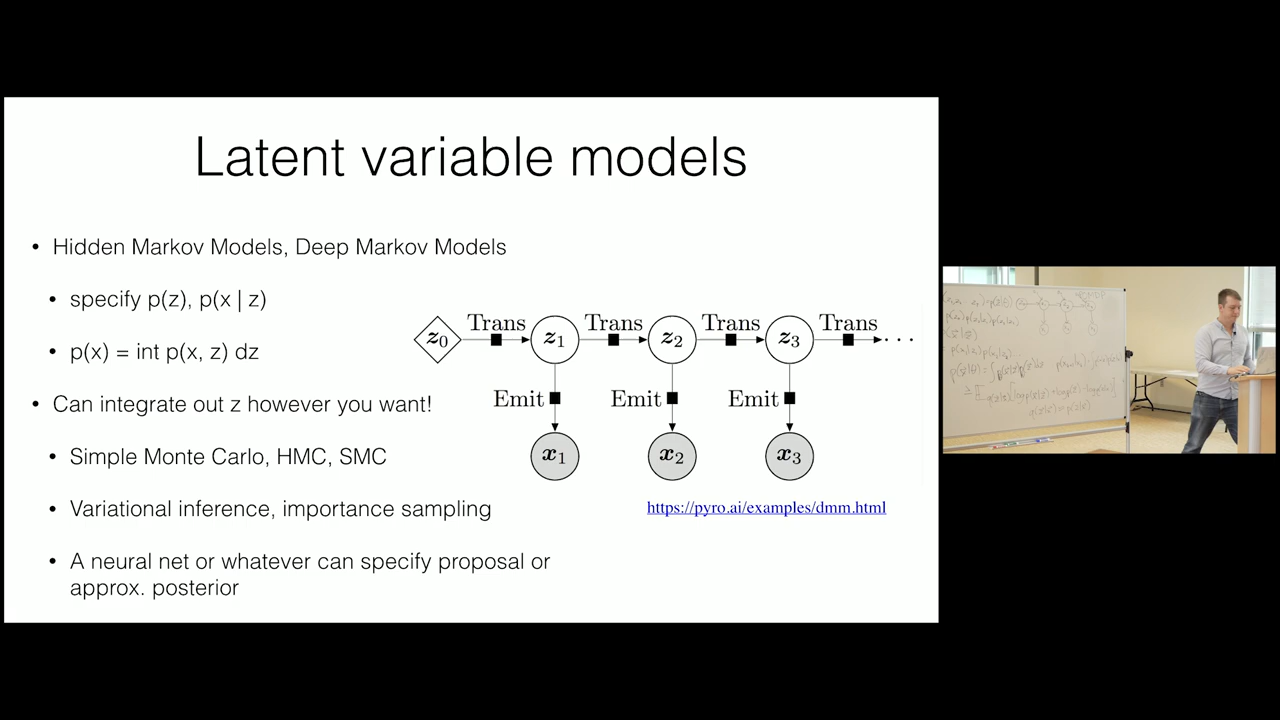 Latent variable models
• Hidden Markov Models, Deep Markov Models
• specify p(z), p(x | z)
• p(x) = int p(x, z) dz
• Can integrate out z however you want!
• Simple Monte Carlo, HMC, SMC
• Variational inference, importance sampling
• A neural net or whatever can specify proposal or
approx. posterior
Trans Trans Trans Trans
z0 z1 z2 z3 ...
Emit Emit Emit
x1 x2 x3
https://pyro.ai/examples/dmm.html